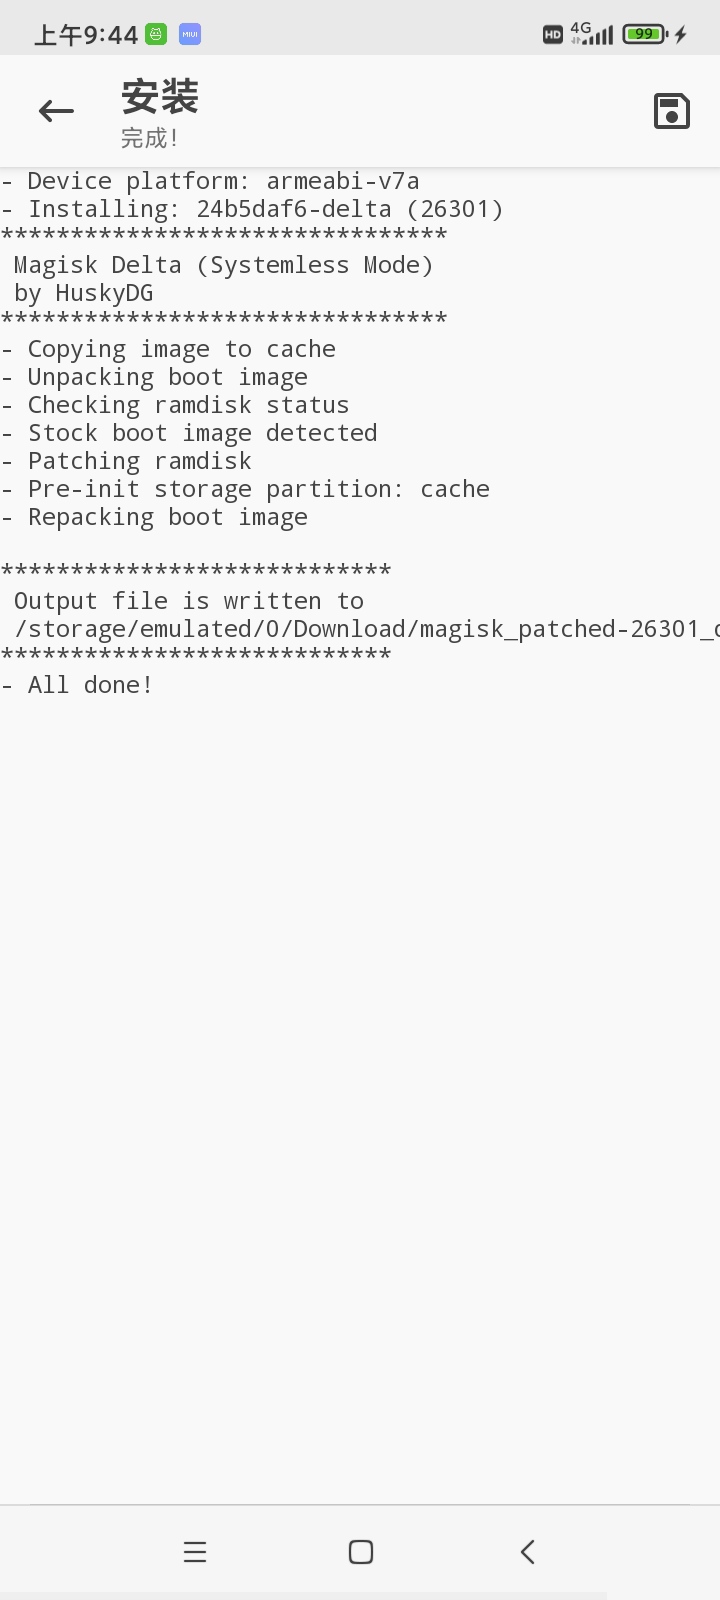 上午9:44 MIUI HD 4G 99
安装
完成!
- Device platform: armeabi-v7a
- Installing: 24b5daf6-delta (26301)
********************************
Magisk Delta (Systemless Mode)
by HuskyDG
********************************
- Copying image to cache
- Unpacking boot image
- Checking ramdisk status
- Stock boot image detected
- Patching ramdisk
- Pre-init storage partition: cache
- Repacking boot image
****************************
Output file is written to
/storage/emulated/0/Download/magisk_patched-26301_
****************************
- All done!